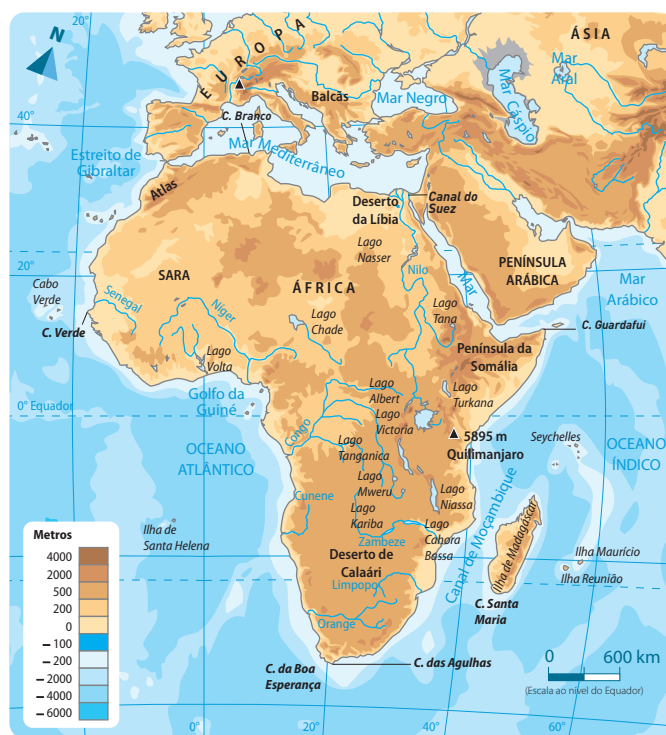 20°
N
EUROPA
ÁSIA
Mar
Aral
Mar Cáspio
Balcãs
Mar Negro
C. Branco
40°
Mar Mediterrâneo
Estreito de
Gibraltar
Atlas
Deserto
da Líbia
Canal do
Suez
Lago
Nasser
PENÍNSULA
ARÁBICA
20°
SARA
ÁFRICA
Nilo
Mar
Mar
Arábico
Cabo
Verde
Senegal
Níger
Lago
Chade
Lago
Tana
C. Verde
C. Guardafui
Lago
Volta
Península da
Somália
Golfo da
Guiné
Lago
Albert
Lago
Turkana
0° Equador
Lago
Victoria
5895 m
Quilimanjaro
Seychelles
OCEANO
ATLÂNTICO
OCEANO
ÍNDICO
Congo
Lago
Tanganica
Lago
Mweru
Lago
Niassa
Cunene
Lago
Kariba
Lago
Cahora
Bassa
Zambeze
Canal de Moçambique
Ilha de Madagáscar
Ilha de
Santa Helena
Deserto de
Calaári
Ilha Maurício
Ilha Reunião
Limpopo
C. Santa
Maria
Orange
C. da Boa
Esperança
C. das Agulhas
Metros
4000
2000
500
200
0
– 100
– 200
– 2000
– 4000
– 6000
0 600 km
(Escala ao nível do Equador)
0° 20° 40° 60°